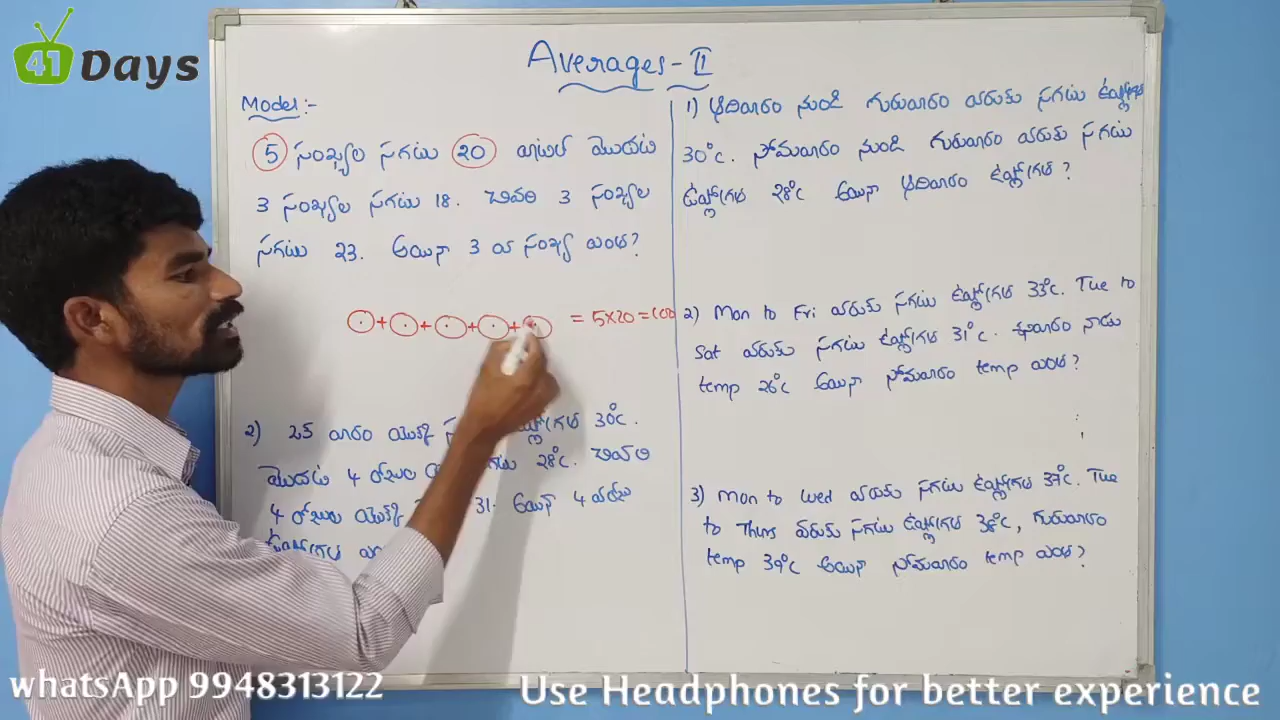 41 Days
Averages - II
Model:-
5 సంఖ్యల సగటు 20 వాటిలో మొదటి
3 సంఖ్యల సగటు 18. చివరి 3 సంఖ్యల
సగటు 23. అయినా 3 వ సంఖ్య ఎంత?
= 5×20 = 100
2) 25 వారం యొక్క 30°c.
మొదటి 4 రోజుల 28°c. చివరి
4 రోజుల యొక్క 31. అయినా 4 వ
1) ఆదివారం నుండి గురువారం వరకు సగటు ఉష్ణోగ్రత
30°c. సోమవారం నుండి గురువారం వరకు సగటు
ఉష్ణోగ్రత 28°c అయినా ఆదివారం ఉష్ణోగ్రత?
2) Mon to Fri వరకు సగటు ఉష్ణోగ్రత 33°c. Tue to
Sat వరకు సగటు ఉష్ణోగ్రత 31°c. శనివారం నాడు
temp 26°c అయినా సోమవారం temp ఎంత?
3) Mon to Wed వరకు సగటు ఉష్ణోగ్రత 37°c. Tue
to Thurs వరకు సగటు ఉష్ణోగ్రత 38°c, గురువారం
temp 39°c అయినా సోమవారం temp ఎంత?
whatsApp 9948313122
Use Headphones for better experience